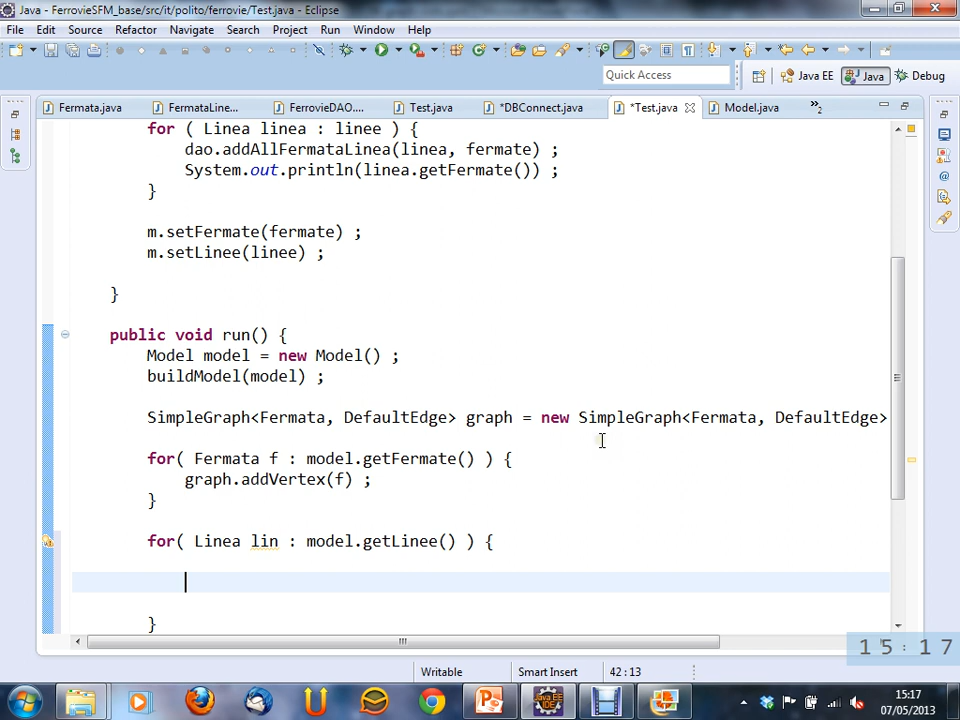 Java - FerrovieSFM_base/src/it/polito/ferrovie/Test.java - Eclipse
File Edit Source Refactor Navigate Search Project Run Window Help
Quick Access Java EE Java Debug
Fermata.java FermataLine... FerrovieDAO.... Test.java *DBConnect.java *Test.java Model.java »2
for ( Linea linea : linee ) {
dao.addAllFermataLinea(linea, fermate) ;
System.out.println(linea.getFermate()) ;
}
m.setFermate(fermate) ;
m.setLinee(linee) ;
}
public void run() {
Model model = new Model() ;
buildModel(model) ;
SimpleGraph<Fermata, DefaultEdge> graph = new SimpleGraph<Fermata, DefaultEdge>
for( Fermata f : model.getFermate() ) {
graph.addVertex(f) ;
}
for( Linea lin : model.getLinee() ) {
}
15:17
Writable Smart Insert 42:13
15:17
07/05/2013